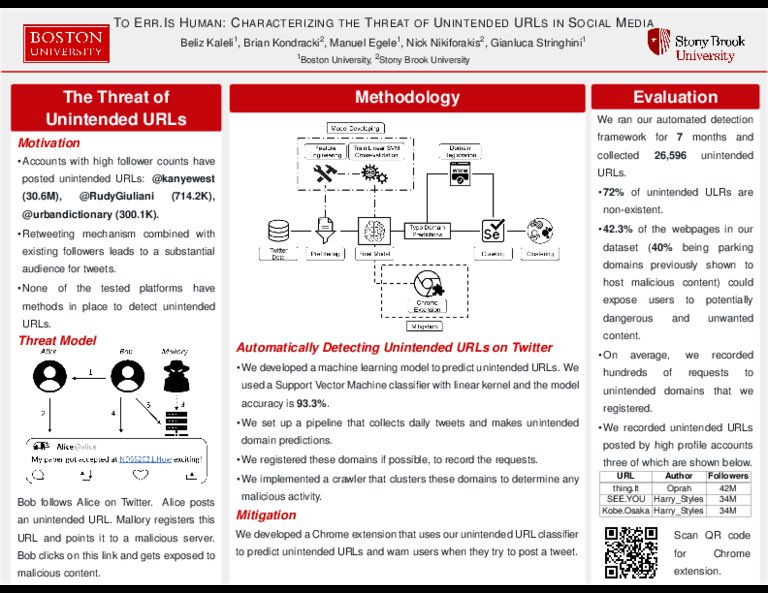 TO ERR.IS HUMAN: CHARACTERIZING THE THREAT OF UNINTENDED URLS IN SOCIAL MEDIA
Beliz Kaleli1, Brian Kondracki2, Manuel Egele1, Nick Nikiforakis2, Gianluca Stringhini1
1Boston University, 2Stony Brook University
BOSTON
UNIVERSITY
Stony Brook
University
The Threat of
Unintended URLs
Motivation
•Accounts with high follower counts have
posted unintended URLs: @kanyewest
(30.6M), @RudyGiuliani (714.2K),
@urbandictionary (300.1K).
•Retweeting mechanism combined with
existing followers leads to a substantial
audience for tweets.
•None of the tested platforms have
methods in place to detect unintended
URLs.
Threat Model
Alice Bob Mallory
1
2 4 5 3
Alice@alice
My paper got accepted at NDSS2021.How exciting!
Bob follows Alice on Twitter. Alice posts
an unintended URL. Mallory registers this
URL and points it to a malicious server.
Bob clicks on this link and gets exposed to
malicious content.
Methodology
Model Developing
Feature
Engineering
Train Linear SVM
Cross-validation
Domain
Registration
WWW
Twitter
Data
Prefiltering
Final Model
Typo Domain
Predictions
Se
Crawling
Clustering
Chrome
Extension
Mitigation
Automatically Detecting Unintended URLs on Twitter
•We developed a machine learning model to predict unintended URLs. We
used a Support Vector Machine classifier with linear kernel and the model
accuracy is 93.3%.
•We set up a pipeline that collects daily tweets and makes unintended
domain predictions.
•We registered these domains if possible, to record the requests.
•We implemented a crawler that clusters these domains to determine any
malicious activity.
Mitigation
We developed a Chrome extension that uses our unintended URL classifier
to predict unintended URLs and warn users when they try to post a tweet.
Evaluation
We ran our automated detection
framework for 7 months and
collected 26,596 unintended
URLs.
•72% of unintended ULRs are
non-existent.
•42.3% of the webpages in our
dataset (40% being parking
domains previously shown to
host malicious content) could
expose users to potentially
dangerous and unwanted
content.
•On average, we recorded
hundreds of requests to
unintended domains that we
registered.
•We recorded unintended URLs
posted by high profile accounts
three of which are shown below.
URL Author Followers
thing.It Oprah 42M
SEE.YOU Harry_Styles 34M
Kobe.Osaka Harry_Styles 34M
Scan QR code
for Chrome
extension.